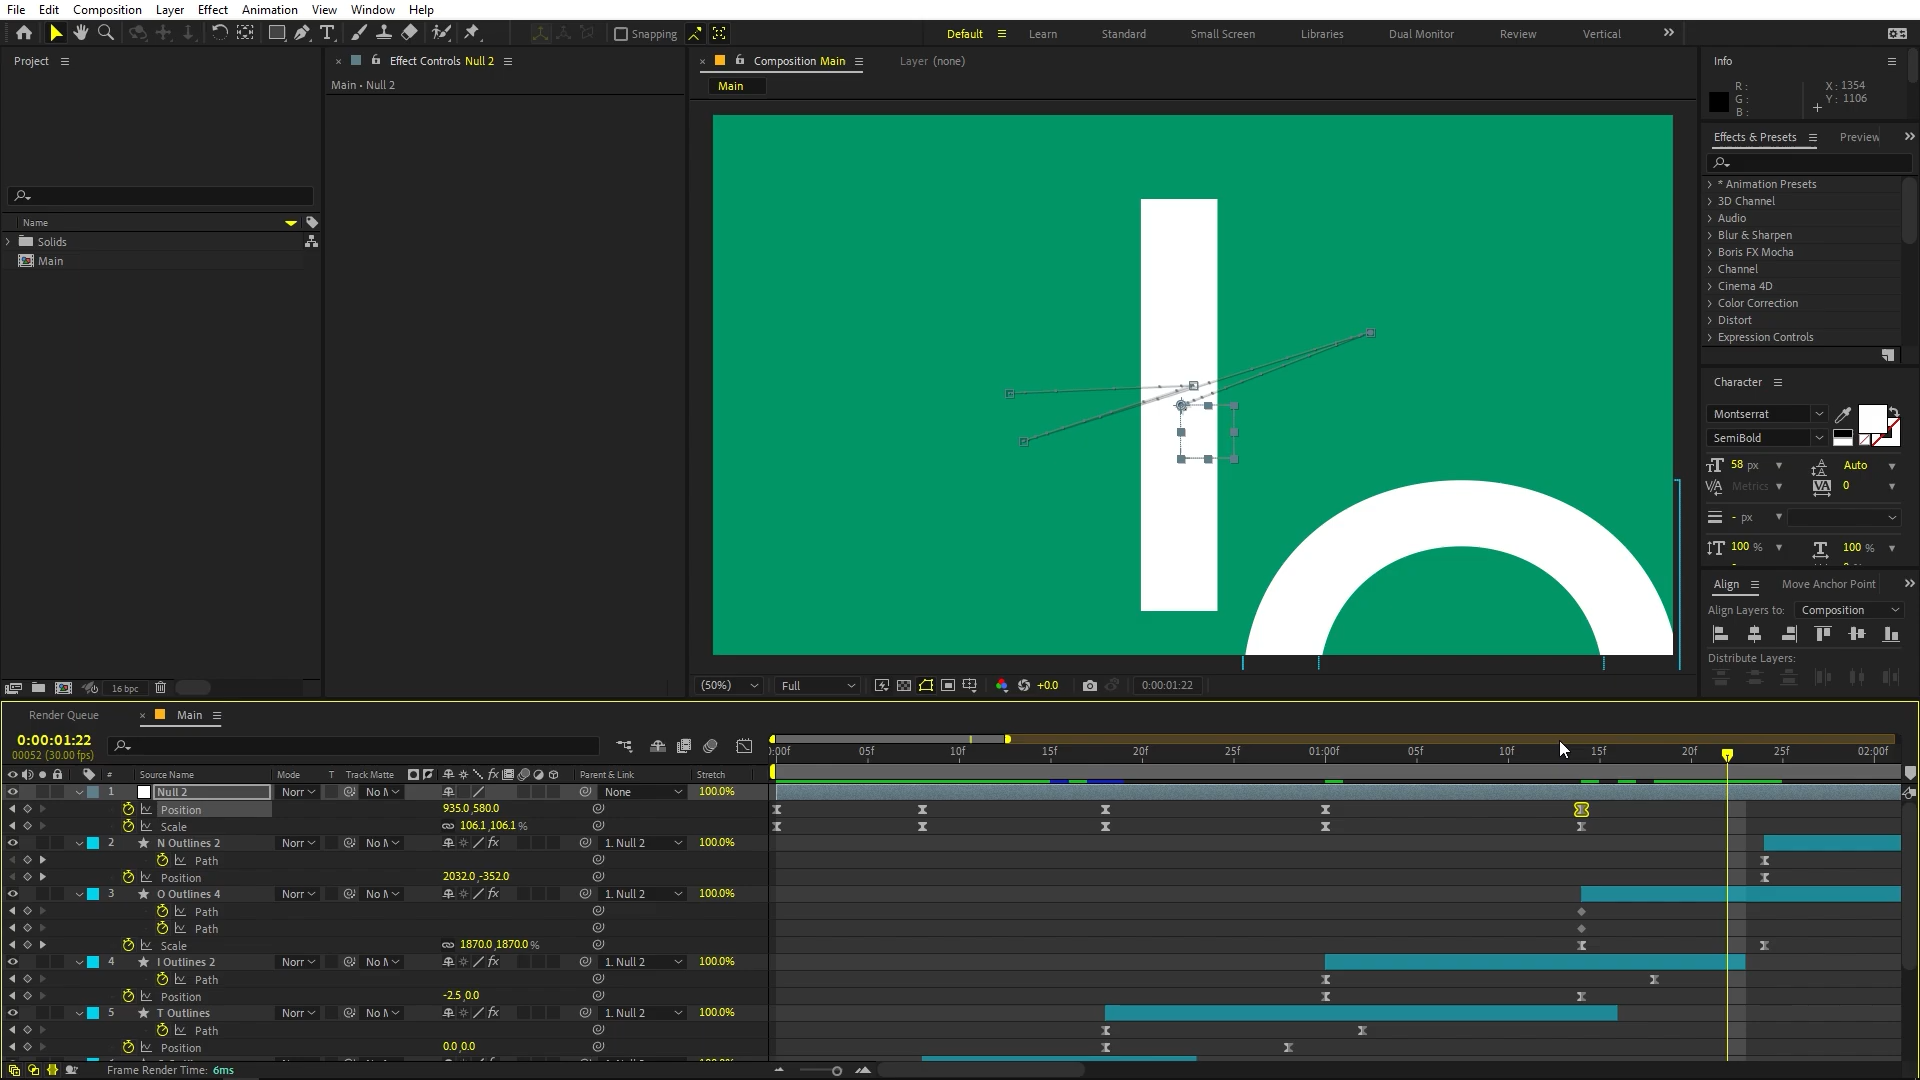 File Edit Composition Layer Effect Animation View Window Help
Snapping Default Learn Standard Small Screen Libraries Dual Monitor Review Vertical
Project
Effect Controls Null 2
Main • Null 2
Composition Main
Layer (none)
Main
Info
R :
G :
B :
X : 1354
Y : 1106
Effects & Presets
Preview
* Animation Presets
3D Channel
Audio
Blur & Sharpen
Boris FX Mocha
Channel
Cinema 4D
Color Correction
Distort
Expression Controls
Name
Solids
Main
Character
Montserrat
SemiBold
58 px Auto
Metrics 0
- px
100 % 100 %
Align
Move Anchor Point
Align Layers to: Composition
Distribute Layers:
16 bpc
(50%) Full +0.0 0:00:01:22
Render Queue
Main
0:00:01:22
00052 (30.00 fps)
):00f 05f 10f 15f 20f 25f 01:00f 05f 10f 15f 20f 25f 02:00f
# Source Name Mode T Track Matte Parent & Link Stretch
1 Null 2 Norr No M None 100.0%
Position 935.0,580.0
Scale 106.1,106.1 %
2 N Outlines 2 Norr No M 1. Null 2 100.0%
Path
Position 2032.0,-352.0
3 O Outlines 4 Norr No M 1. Null 2 100.0%
Path
Path
Scale 1870.0,1870.0 %
4 I Outlines 2 Norr No M 1. Null 2 100.0%
Path
Position -2.5,0.0
5 T Outlines Norr No M 1. Null 2 100.0%
Path
Position 0.0,0.0
Frame Render Time: 6ms